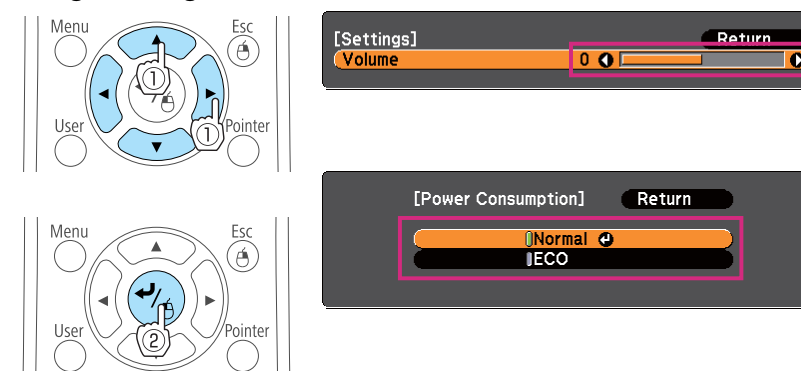 Menu
Esc
①
①
User
Pointer
[Settings]
Return
Volume
0
[Power Consumption]
Return
Normal
ECO
Menu
Esc
②
User
Pointer